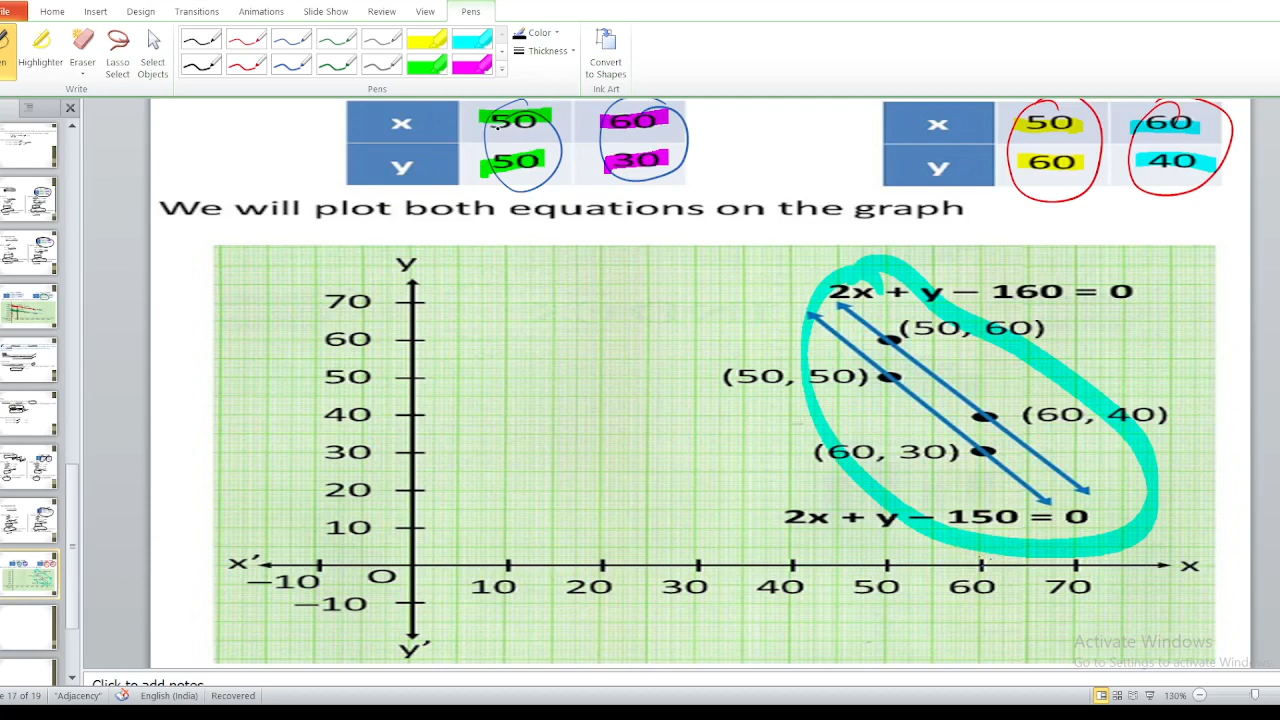 File Home Insert Design Transitions Animations Slide Show Review View Pens
Highlighter Eraser Lasso Select Select Objects
Color
Thickness
Convert to Shapes
Write Pens Ink Art
x 50 60
y 50 30
x 50 60
y 60 40
We will plot both equations on the graph
y
70
60
50
40
30
20
10
2x + y − 160 = 0
(50, 60)
(50, 50)
(60, 40)
(60, 30)
2x + y − 150 = 0
x′ x
−10 O 10 20 30 40 50 60 70
−10
y′
Activate Windows
Go to Settings to activate Windows.
Click to add notes
e 17 of 19 "Adjacency" English (India) Recovered 130%